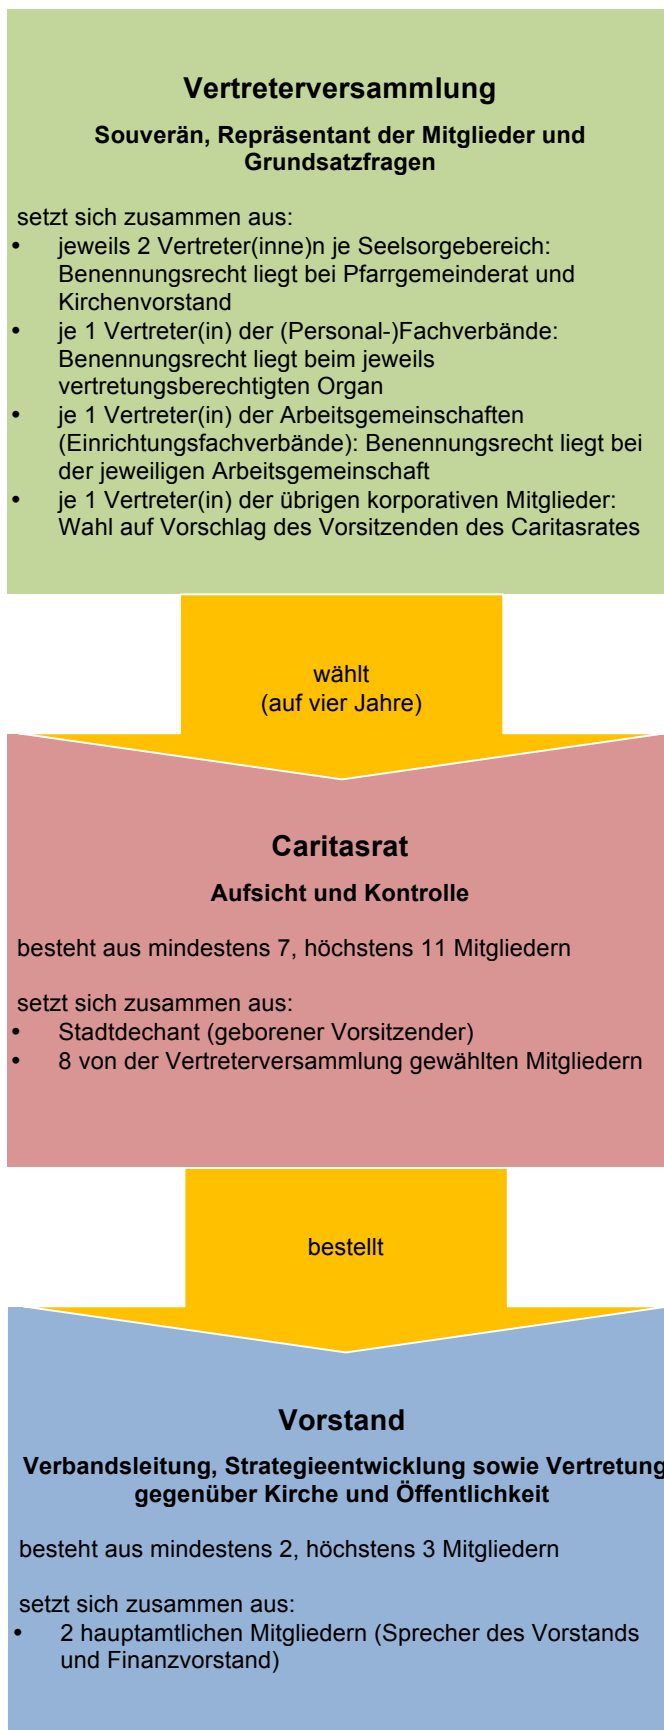 Vertreterversammlung
Souverän, Repräsentant der Mitglieder und
Grundsatzfragen
setzt sich zusammen aus:
• jeweils 2 Vertreter(inne)n je Seelsorgebereich:
Benennungsrecht liegt bei Pfarrgemeinderat und
Kirchenvorstand
• je 1 Vertreter(in) der (Personal-)Fachverbände:
Benennungsrecht liegt beim jeweils
vertretungsberechtigten Organ
• je 1 Vertreter(in) der Arbeitsgemeinschaften
(Einrichtungsfachverbände): Benennungsrecht liegt bei
der jeweiligen Arbeitsgemeinschaft
• je 1 Vertreter(in) der übrigen korporativen Mitglieder:
Wahl auf Vorschlag des Vorsitzenden des Caritasrates
wählt
(auf vier Jahre)
Caritasrat
Aufsicht und Kontrolle
besteht aus mindestens 7, höchstens 11 Mitgliedern
setzt sich zusammen aus:
• Stadtdechant (geborener Vorsitzender)
• 8 von der Vertreterversammlung gewählten Mitgliedern
bestellt
Vorstand
Verbandsleitung, Strategieentwicklung sowie Vertretung
gegenüber Kirche und Öffentlichkeit
besteht aus mindestens 2, höchstens 3 Mitgliedern
setzt sich zusammen aus:
• 2 hauptamtlichen Mitgliedern (Sprecher des Vorstands
und Finanzvorstand)